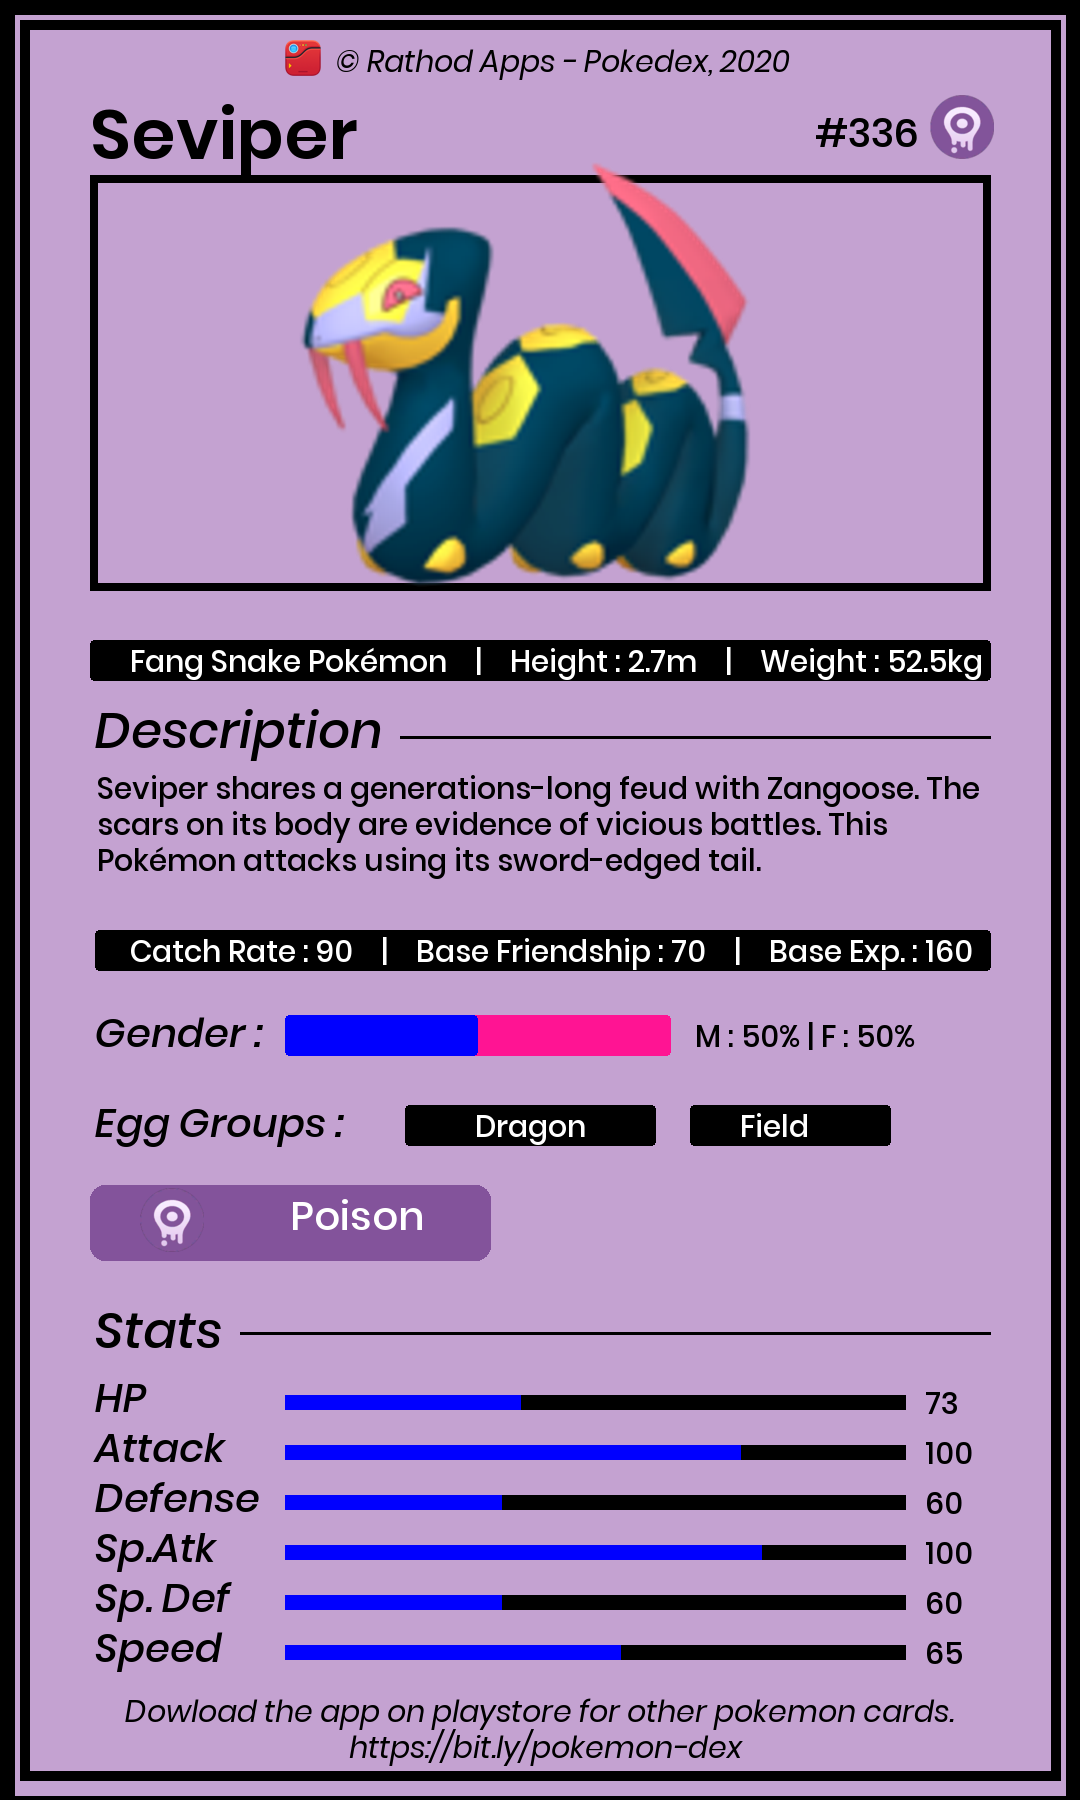 © Rathod Apps - Pokedex, 2020
Seviper
#336
Fang Snake Pokémon | Height : 2.7m | Weight : 52.5kg
Description
Seviper shares a generations-long feud with Zangoose. The
scars on its body are evidence of vicious battles. This
Pokémon attacks using its sword-edged tail.
Catch Rate : 90 | Base Friendship : 70 | Base Exp. : 160
Gender : M : 50% | F : 50%
Egg Groups : Dragon Field
Poison
Stats
HP 73
Attack 100
Defense 60
Sp.Atk 100
Sp. Def 60
Speed 65
Dowload the app on playstore for other pokemon cards.
https://bit.ly/pokemon-dex